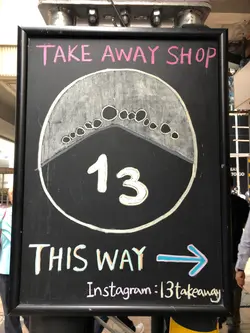 TAKE AWAY SHOP
13
THIS WAY →
Instagram : 13takeaway